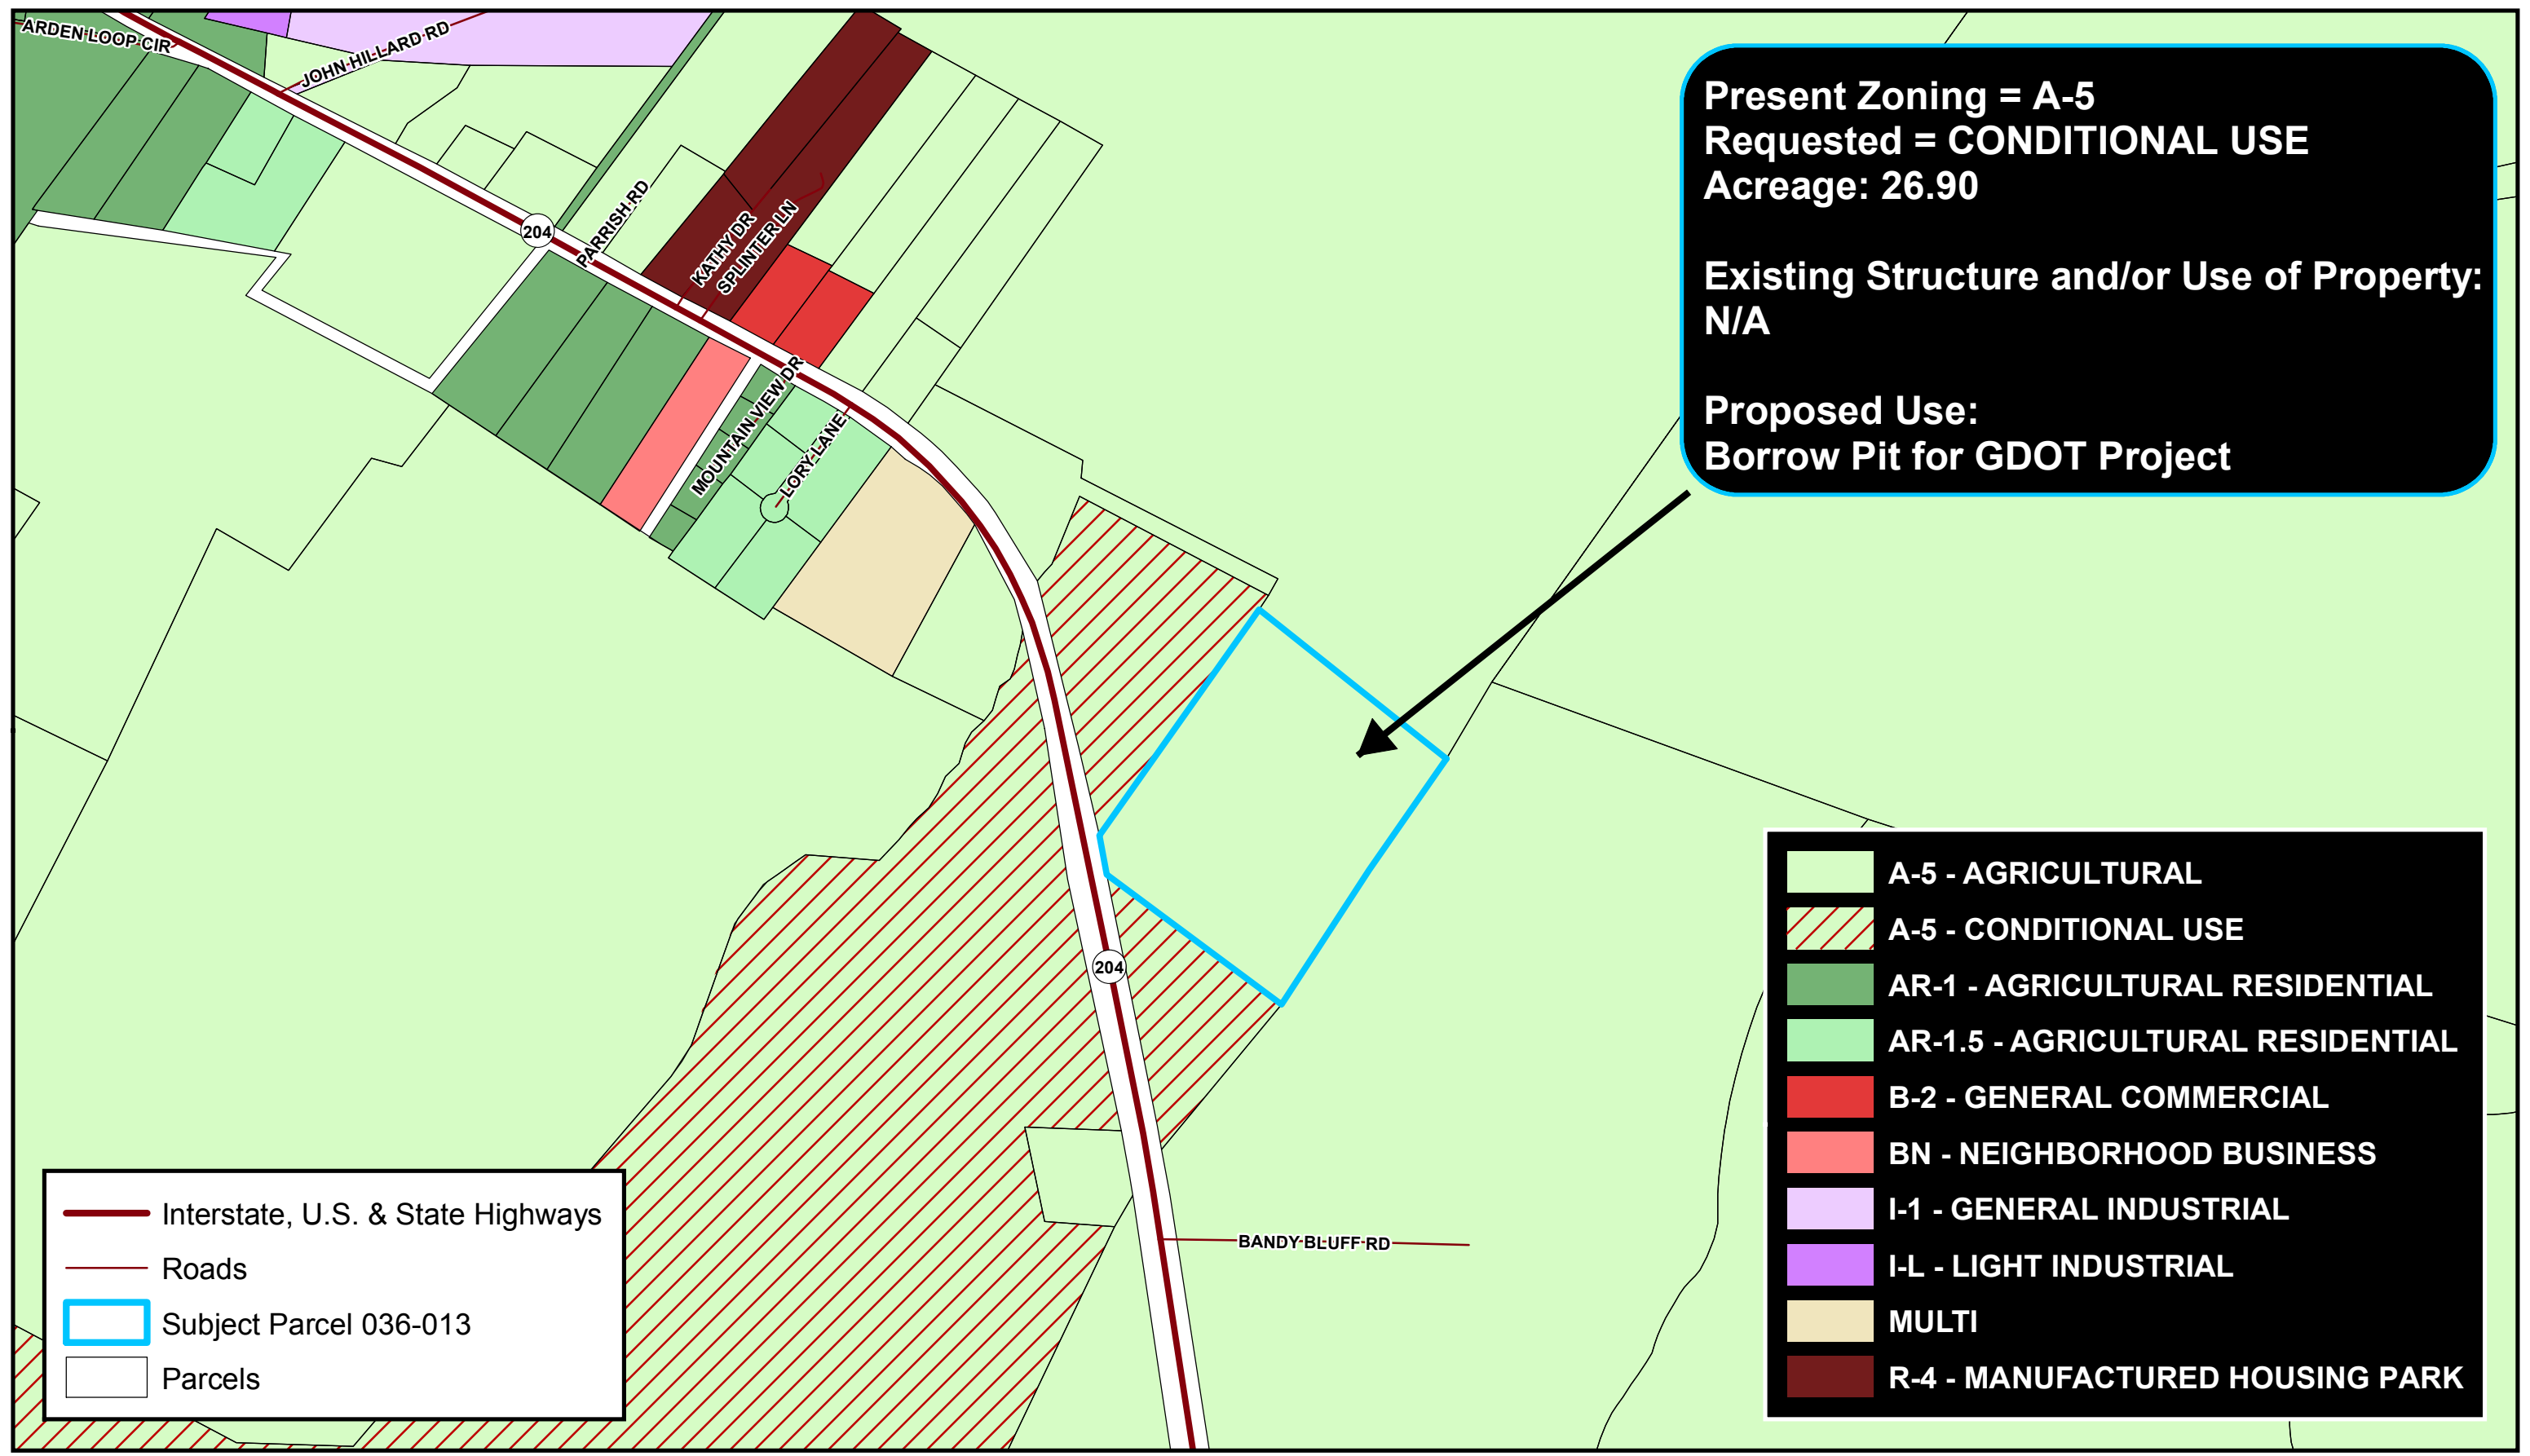 ARDEN LOOP CIR
JOHN HILLARD RD
204
PARRISH RD
KATHY DR
SPLINTER LN
MOUNTAIN VIEW DR
LORY LANE
204
BANDY BLUFF RD
Present Zoning = A-5
Requested = CONDITIONAL USE
Acreage: 26.90
Existing Structure and/or Use of Property:
N/A
Proposed Use:
Borrow Pit for GDOT Project
A-5 - AGRICULTURAL
A-5 - CONDITIONAL USE
AR-1 - AGRICULTURAL RESIDENTIAL
AR-1.5 - AGRICULTURAL RESIDENTIAL
B-2 - GENERAL COMMERCIAL
BN - NEIGHBORHOOD BUSINESS
I-1 - GENERAL INDUSTRIAL
I-L - LIGHT INDUSTRIAL
MULTI
R-4 - MANUFACTURED HOUSING PARK
Interstate, U.S. & State Highways
Roads
Subject Parcel 036-013
Parcels